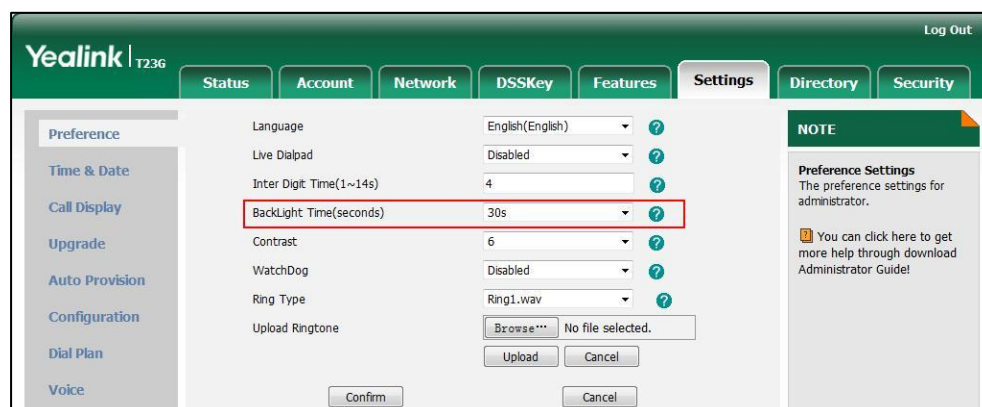 Log Out
Yealink T23G
Status Account Network DSSKey Features Settings Directory Security
Preference
Time & Date
Call Display
Upgrade
Auto Provision
Configuration
Dial Plan
Voice
Language English(English)
Live Dialpad Disabled
Inter Digit Time(1~14s) 4
BackLight Time(seconds) 30s
Contrast 6
WatchDog Disabled
Ring Type Ring1.wav
Upload Ringtone Browse··· No file selected.
Upload Cancel
Confirm Cancel
NOTE
Preference Settings
The preference settings for
administrator.
You can click here to get
more help through download
Administrator Guide!